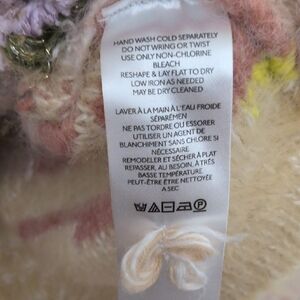 HAND WASH COLD SEPARATELY
DO NOT WRING OR TWIST
USE ONLY NON-CHLORINE
BLEACH
RESHAPE & LAY FLAT TO DRY
LOW IRON AS NEEDED
MAY BE DRY CLEANED
LAVER À LA MAIN À L'EAU FROIDE
SÉPARÉMEN
NE PAS TORDRE OU ESSORER
UTILISER UN AGENT DE
BLANCHIMENT SANS CHLORE SI
NÉCESSAIRE
REMODELER ET SÉCHER À PLAT
REPASSER, AU BESOIN, À TRÈS
BASSE TEMPÉRATURE
PEUT-ÊTRE ÊTRE NETTOYÉE
A SEC
P